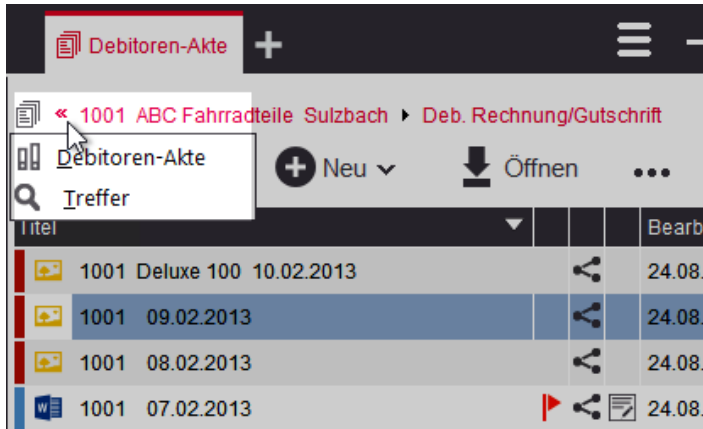 Debitoren-Akte
« 1001 ABC Fahrradteile Sulzbach Deb. Rechnung/Gutschrift
Debitoren-Akte
Neu Öffnen
Treffer
Titel Bearb
1001 Deluxe 100 10.02.2013 24.08.
1001 09.02.2013 24.08.
1001 08.02.2013 24.08.
W 1001 07.02.2013 24.08.